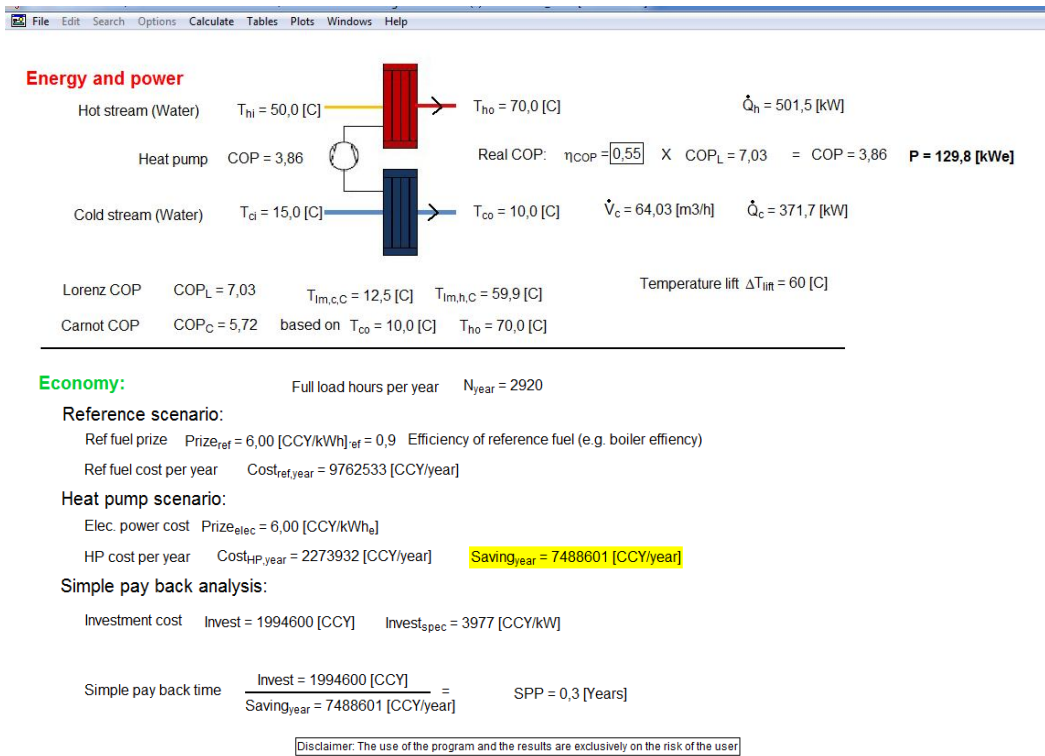 File Edit Search Options Calculate Tables Plots Windows Help
Energy and power
Hot stream (Water) Thi = 50,0 [C] Tho = 70,0 [C] Q̇h = 501,5 [kW]
Heat pump COP = 3,86 Real COP: ηCOP = 0,55 X COPL = 7,03 = COP = 3,86 P = 129,8 [kWe]
Cold stream (Water) Tci = 15,0 [C] Tco = 10,0 [C] V̇c = 64,03 [m3/h] Q̇c = 371,7 [kW]
Lorenz COP COPL = 7,03 Tlm,c,C = 12,5 [C] Tlm,h,C = 59,9 [C] Temperature lift ΔTlift = 60 [C]
Carnot COP COPC = 5,72 based on Tco = 10,0 [C] Tho = 70,0 [C]
Economy: Full load hours per year Nyear = 2920
Reference scenario:
Ref fuel prize Prizeref = 6,00 [CCY/kWh] ref = 0,9 Efficiency of reference fuel (e.g. boiler effiency)
Ref fuel cost per year Costref,year = 9762533 [CCY/year]
Heat pump scenario:
Elec. power cost Prizeelec = 6,00 [CCY/kWhe]
HP cost per year CostHP,year = 2273932 [CCY/year] Savingyear = 7488601 [CCY/year]
Simple pay back analysis:
Investment cost Invest = 1994600 [CCY] Investspec = 3977 [CCY/kW]
Simple pay back time Invest = 1994600 [CCY] = SPP = 0,3 [Years]
Savingyear = 7488601 [CCY/year]
Disclaimer: The use of the program and the results are exclusively on the risk of the user